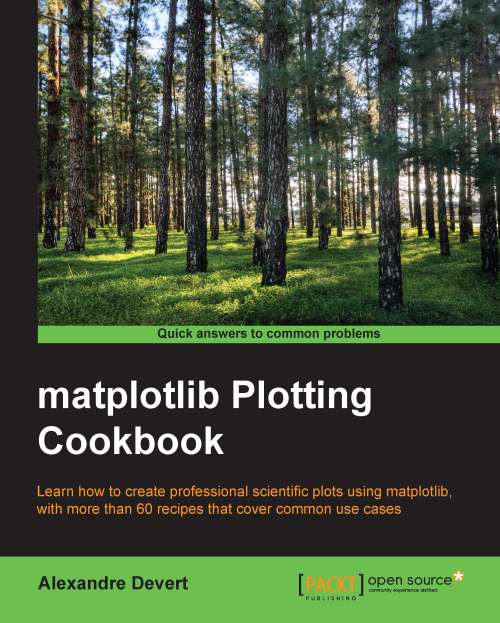 Quick answers to common problems
matplotlib Plotting
Cookbook
Learn how to create professional scientific plots using matplotlib,
with more than 60 recipes that cover common use cases
Alexandre Devert
[PACKT] open source*
PUBLISHING community experience distilled